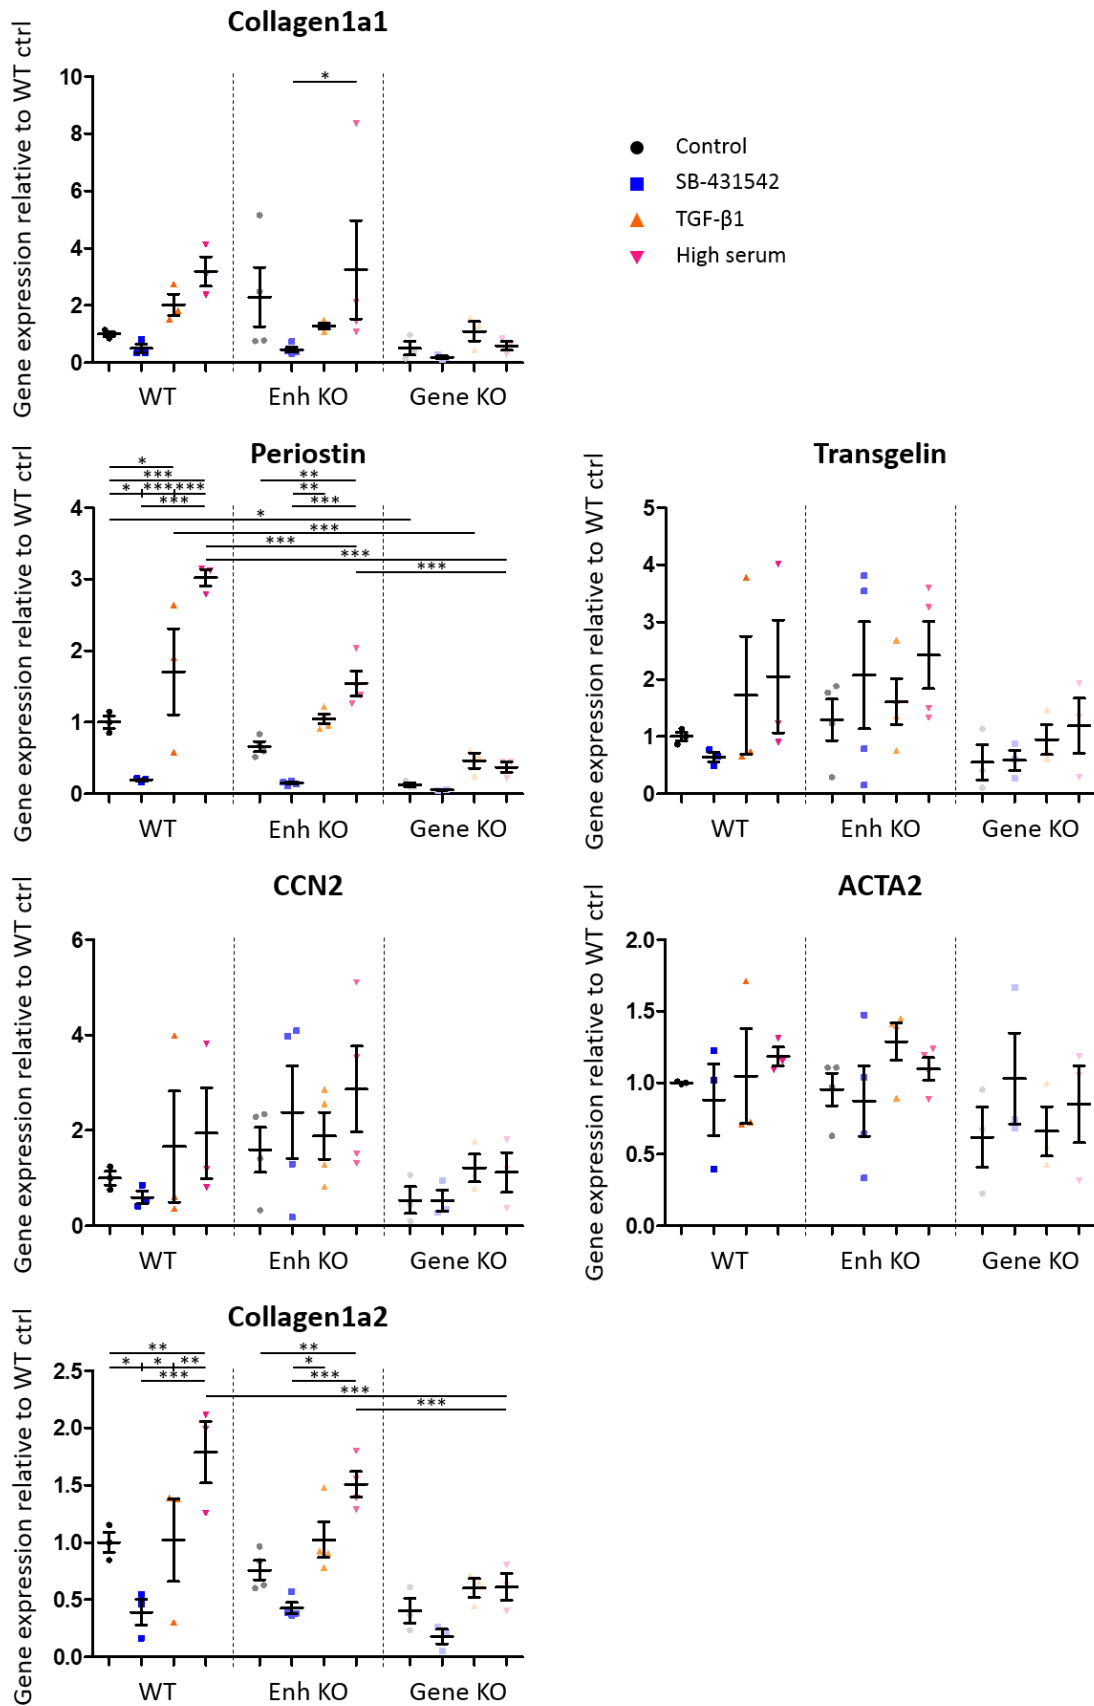 Collagen1a1
Gene expression relative to WT ctrl
10
8
6
4
2
0
*
WT
Enh KO
Gene KO
Control
SB-431542
TGF-β1
High serum
Periostin
Gene expression relative to WT ctrl
4
3
2
1
0
*
***
* *** ***
***
**
**
***
*
***
***
***
***
WT
Enh KO
Gene KO
Transgelin
Gene expression relative to WT ctrl
5
4
3
2
1
0
WT
Enh KO
Gene KO
CCN2
Gene expression relative to WT ctrl
6
4
2
0
WT
Enh KO
Gene KO
ACTA2
Gene expression relative to WT ctrl
2.0
1.5
1.0
0.5
0.0
WT
Enh KO
Gene KO
Collagen1a2
Gene expression relative to WT ctrl
2.5
2.0
1.5
1.0
0.5
0.0
**
* * **
***
**
*
***
***
***
WT
Enh KO
Gene KO